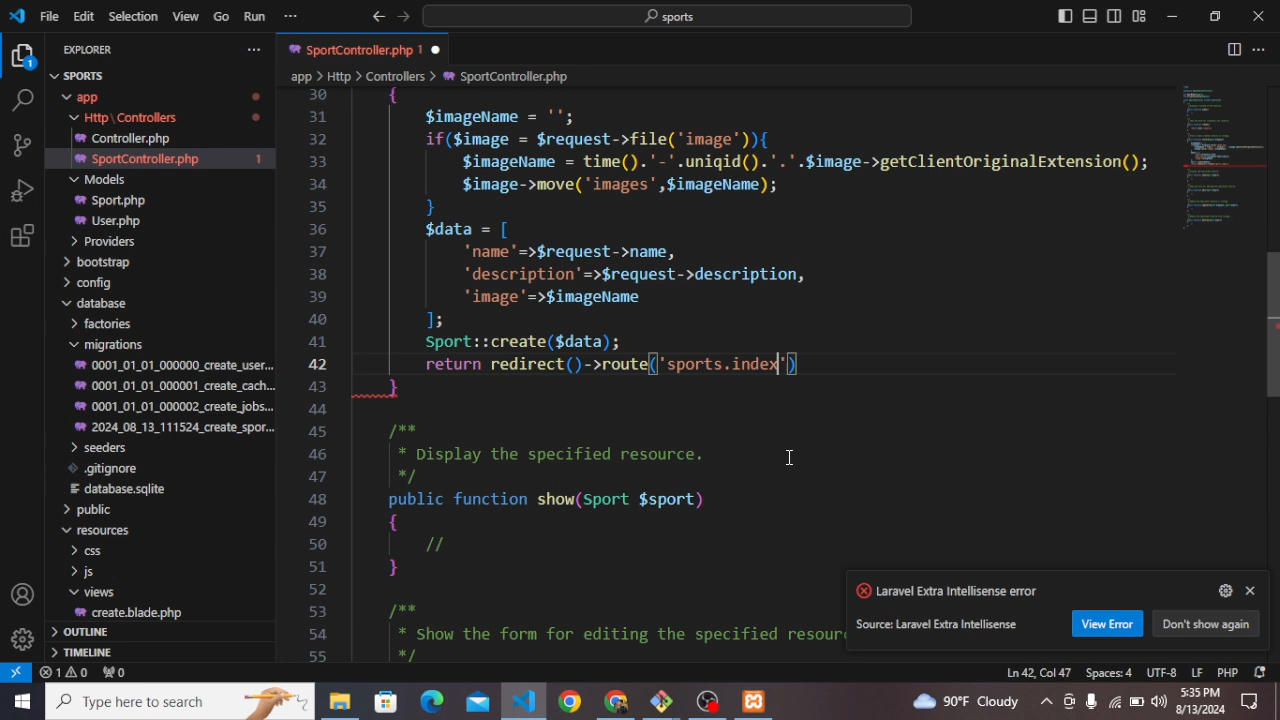 File Edit Selection View Go Run ··· sports
EXPLORER ···
SPORTS
app
Http\Controllers
Controller.php
SportController.php 1
Models
Sport.php
User.php
Providers
bootstrap
config
database
factories
migrations
0001_01_01_000000_create_user...
0001_01_01_000001_create_cach...
0001_01_01_000002_create_jobs...
2024_08_13_111524_create_spor...
seeders
.gitignore
database.sqlite
public
resources
css
js
views
create.blade.php
OUTLINE
TIMELINE
SportController.php 1
app > Http > Controllers > SportController.php
30 {
31 $imageName = '';
32 if($image = $request->file('image')){
33 $imageName = time().'-'.uniqid().'.'.$image->getClientOriginalExtension();
34 $image->move('images',$imageName);
35 }
36 $data = [
37 'name'=>$request->name,
38 'description'=>$request->description,
39 'image'=>$imageName
40 ];
41 Sport::create($data);
42 return redirect()->route('sports.index')
43 }
44
45 /**
46 * Display the specified resource.
47 */
48 public function show(Sport $sport)
49 {
50 //
51 }
52
53 /**
54 * Show the form for editing the specified resour
55 */
Laravel Extra Intellisense error
Source: Laravel Extra Intellisense View Error Don't show again
1 0 0 Ln 42, Col 47 Spaces: 4 UTF-8 LF PHP
Type here to search 90°F Cloudy 5:35 PM
8/13/2024